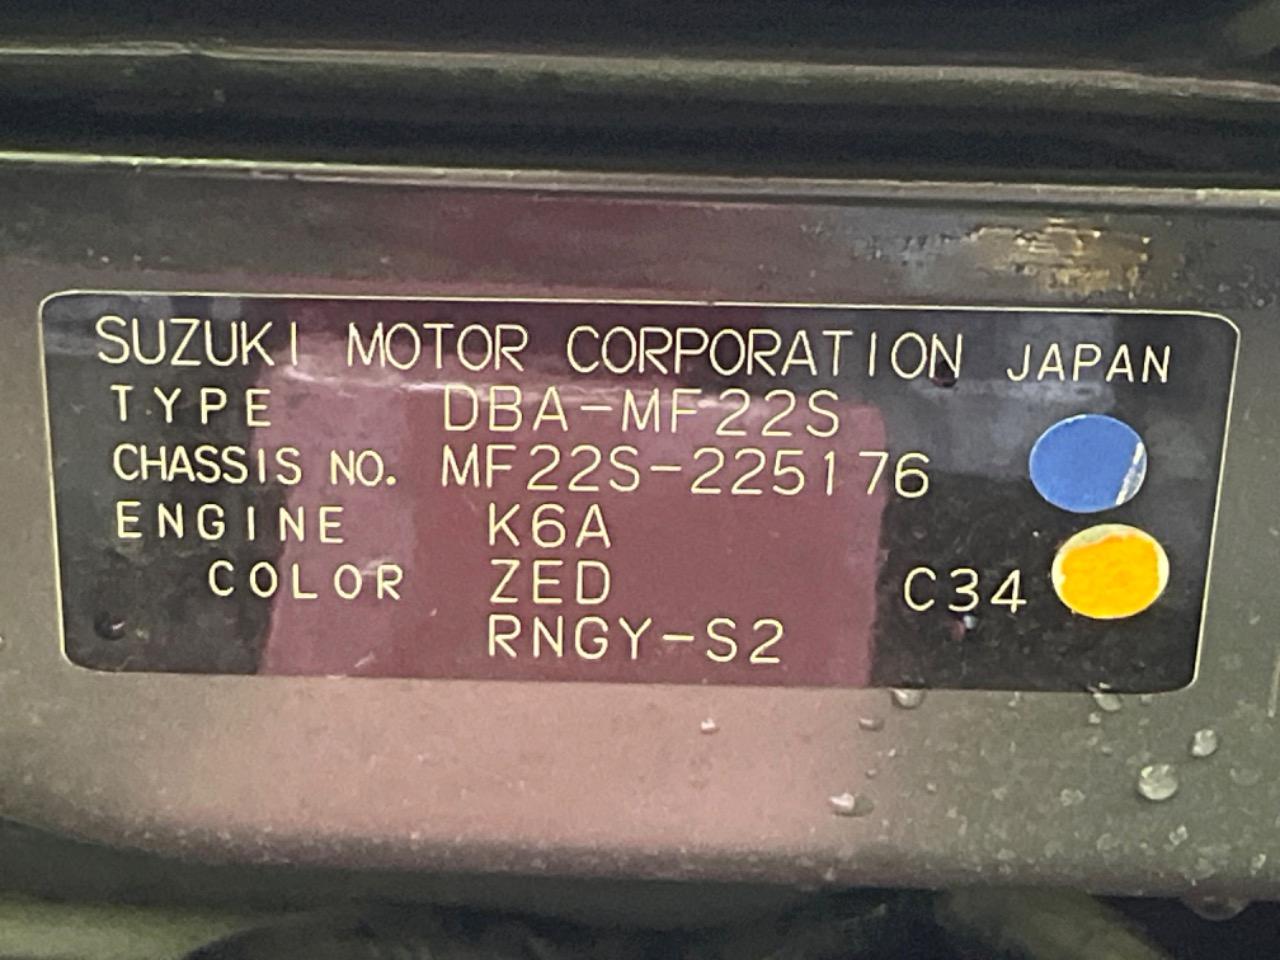 SUZUKI MOTOR CORPORATION JAPAN
TYPE DBA-MF22S
CHASSIS NO. MF22S-225176
ENGINE K6A
COLOR ZED C34
RNGY-S2